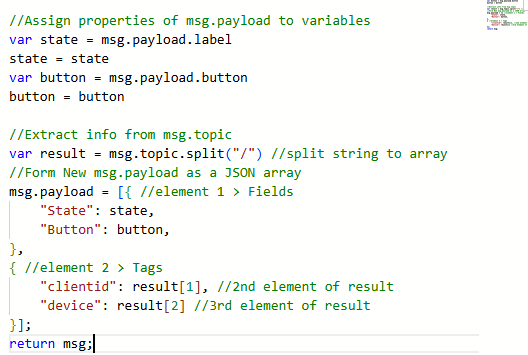 //Assign properties of msg.payload to variables
var state = msg.payload.label
state = state
var button = msg.payload.button
button = button

//Extract info from msg.topic
var result = msg.topic.split("/") //split string to array
//Form New msg.payload as a JSON array
msg.payload = [{ //element 1 > Fields
    "State": state,
    "Button": button,
},
{ //element 2 > Tags
    "clientid": result[1], //2nd element of result
    "device": result[2] //3rd element of result
}];
return msg;